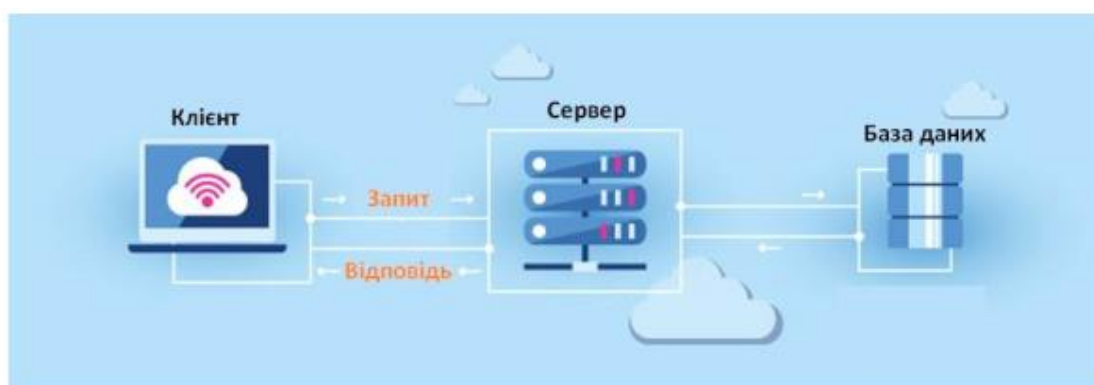 Клієнт
Сервер
База даних
Запит
Відповідь